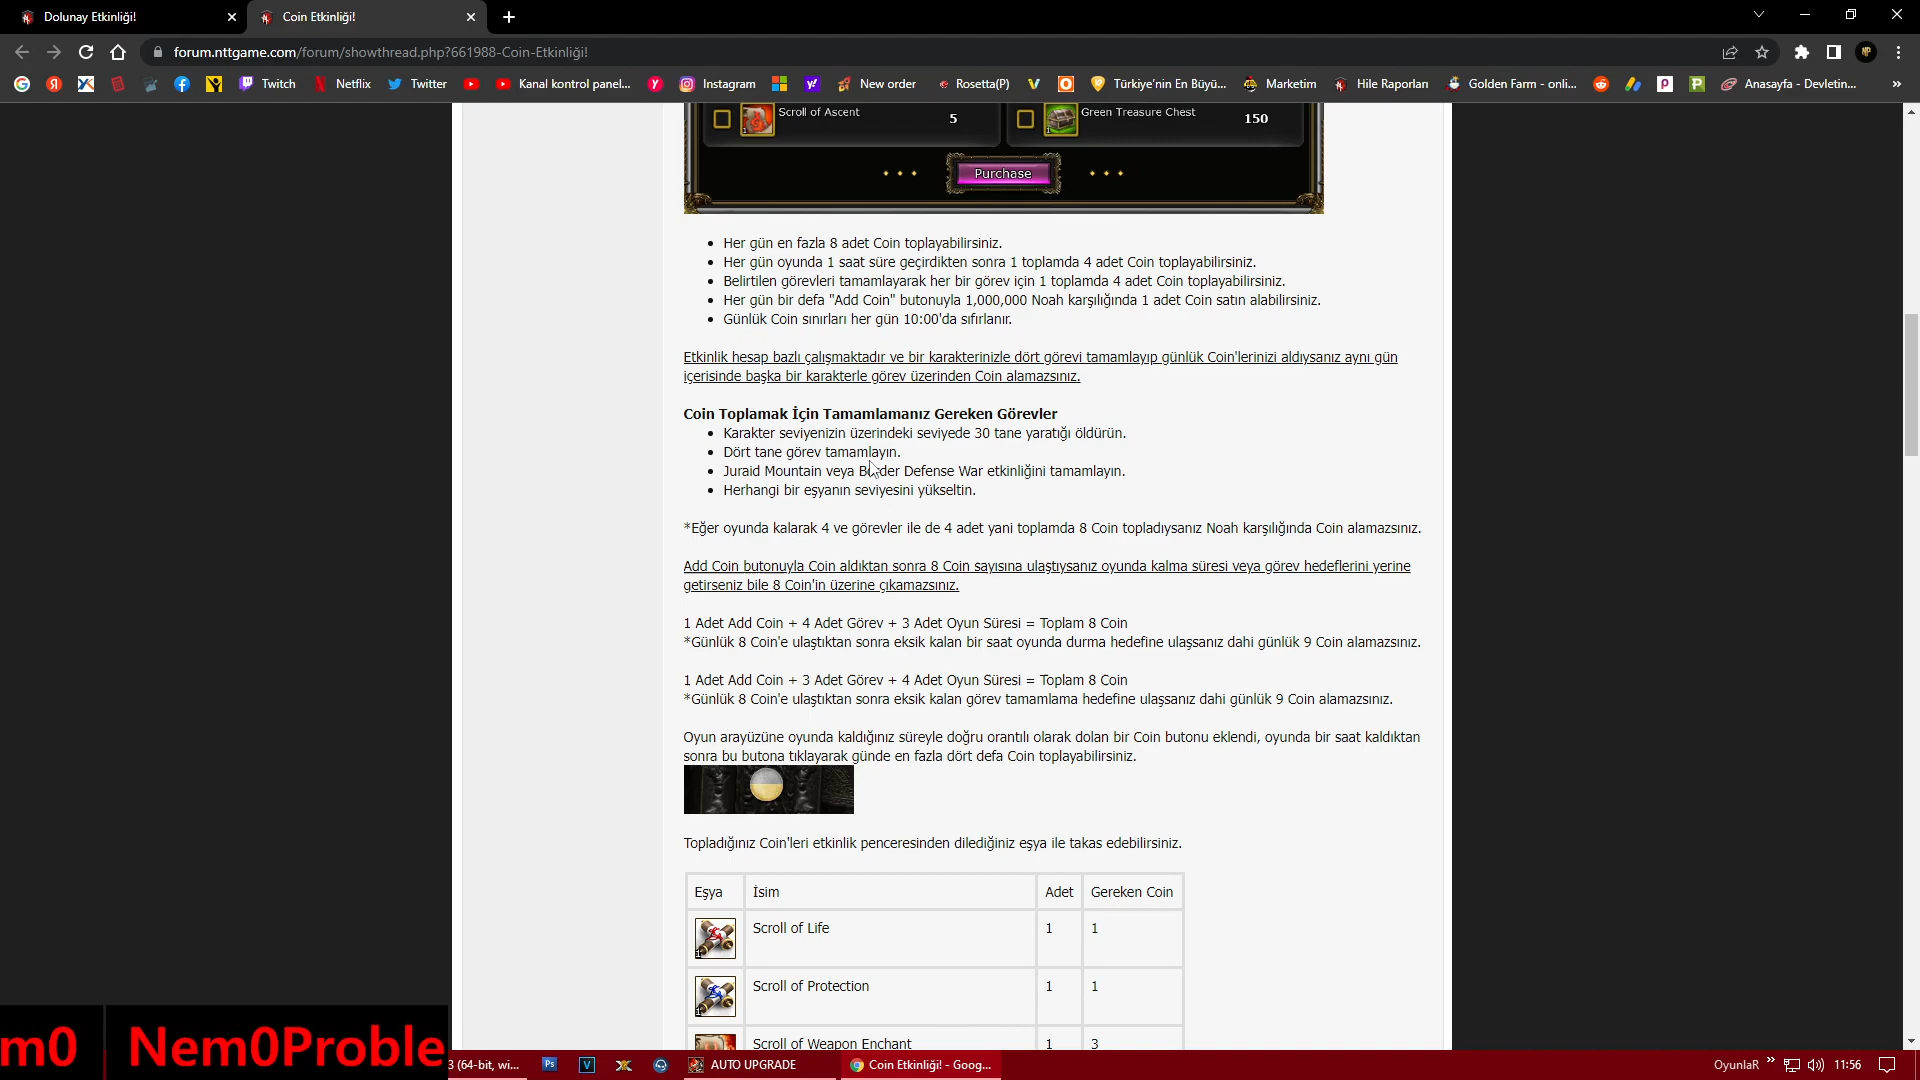 Dolunay Etkinliği!
Coin Etkinliği!
forum.nttgame.com/forum/showthread.php?661988-Coin-Etkinliği!
Twitch
Netflix
Twitter
Kanal kontrol panel...
Instagram
New order
Rosetta(P)
Türkiye'nin En Büyü...
Marketim
Hile Raporları
Golden Farm - onli...
Anasayfa - Devletin...
»
Scroll of Ascent 5
Green Treasure Chest 150
Purchase
• Her gün en fazla 8 adet Coin toplayabilirsiniz.
• Her gün oyunda 1 saat süre geçirdikten sonra 1 toplamda 4 adet Coin toplayabilirsiniz.
• Belirtilen görevleri tamamlayarak her bir görev için 1 toplamda 4 adet Coin toplayabilirsiniz.
• Her gün bir defa "Add Coin" butonuyla 1,000,000 Noah karşılığında 1 adet Coin satın alabilirsiniz.
• Günlük Coin sınırları her gün 10:00'da sıfırlanır.
Etkinlik hesap bazlı çalışmaktadır ve bir karakterinizle dört görevi tamamlayıp günlük Coin'lerinizi aldıysanız aynı gün
içerisinde başka bir karakterle görev üzerinden Coin alamazsınız.
Coin Toplamak İçin Tamamlamanız Gereken Görevler
• Karakter seviyenizin üzerindeki seviyede 30 tane yaratığı öldürün.
• Dört tane görev tamamlayın.
• Juraid Mountain veya Border Defense War etkinliğini tamamlayın.
• Herhangi bir eşyanın seviyesini yükseltin.
*Eğer oyunda kalarak 4 ve görevler ile de 4 adet yani toplamda 8 Coin topladıysanız Noah karşılığında Coin alamazsınız.
Add Coin butonuyla Coin aldıktan sonra 8 Coin sayısına ulaştıysanız oyunda kalma süresi veya görev hedeflerini yerine
getirseniz bile 8 Coin'in üzerine çıkamazsınız.
1 Adet Add Coin + 4 Adet Görev + 3 Adet Oyun Süresi = Toplam 8 Coin
*Günlük 8 Coin'e ulaştıktan sonra eksik kalan bir saat oyunda durma hedefine ulaşsanız dahi günlük 9 Coin alamazsınız.
1 Adet Add Coin + 3 Adet Görev + 4 Adet Oyun Süresi = Toplam 8 Coin
*Günlük 8 Coin'e ulaştıktan sonra eksik kalan görev tamamlama hedefine ulaşsanız dahi günlük 9 Coin alamazsınız.
Oyun arayüzüne oyunda kaldığınız süreyle doğru orantılı olarak dolan bir Coin butonu eklendi, oyunda bir saat kaldıktan
sonra bu butona tıklayarak günde en fazla dört defa Coin toplayabilirsiniz.
Topladığınız Coin'leri etkinlik penceresinden dilediğiniz eşya ile takas edebilirsiniz.
Eşya İsim Adet Gereken Coin
Scroll of Life 1 1
Scroll of Protection 1 1
Scroll of Weapon Enchant 1 3
m0 Nem0Proble
3 (64-bit, wi...
AUTO UPGRADE
Coin Etkinliği! - Goog...
OyunlaR
» 11:56